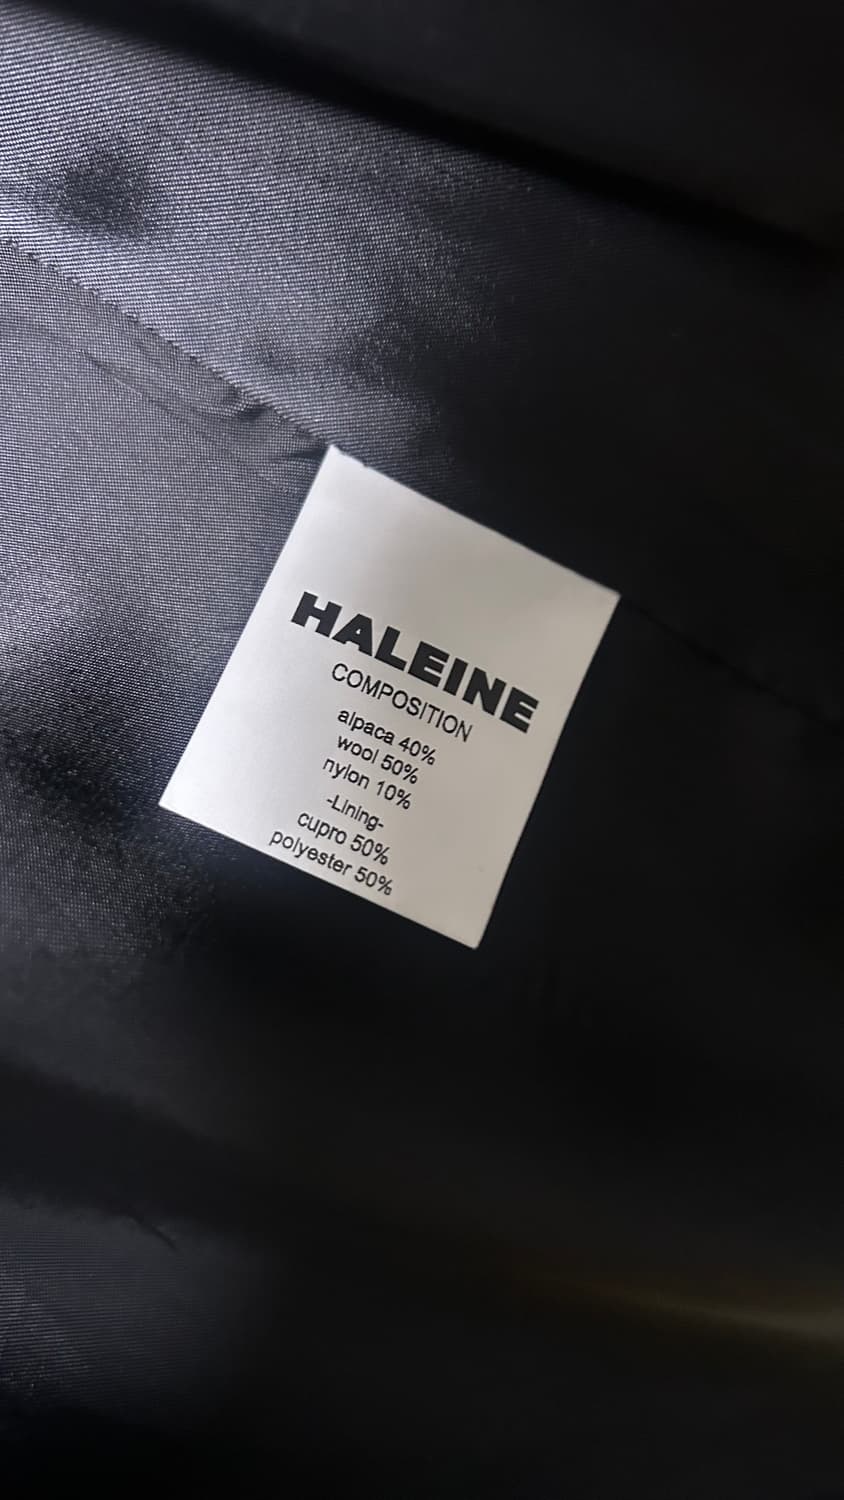 HALEINE
COMPOSITION
alpaca 40%
wool 50%
nylon 10%
-Lining-
cupro 50%
polyester 50%